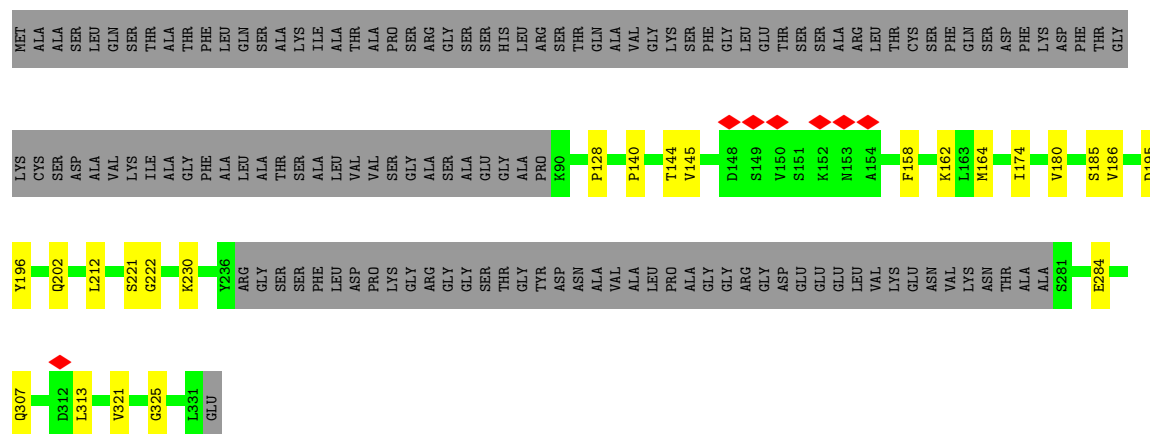 MET ALA ALA SER LEU GLN SER THR ALA THR PHE LEU GLN SER ALA LYS ILE ALA THR ALA PRO SER ARG GLY SER SER HIS LEU ARG SER THR GLN ALA VAL GLY LYS SER PHE GLY LEU GLU THR SER SER ALA ARG LEU THR CYS SER PHE GLN SER ASP PHE LYS ASP PHE THR GLY
LYS CYS SER ASP ALA VAL LYS ILE ALA GLY PHE ALA LEU ALA THR SER ALA LEU VAL VAL SER GLY ALA SER ALA GLU GLY ALA PRO K90 P128 P140 T144 V145 D148 S149 V150 S151 K152 N153 A154 F158 K162 L163 M164 I174 V180 S185 V186 D195
Y196 Q202 L212 S221 G222 K230 Y236 ARG GLY SER SER PHE LEU ASP PRO LYS GLY ARG GLY GLY SER THR GLY TYR ASP ASN ALA VAL ALA LEU PRO ALA GLY GLY ARG GLY ASP GLU GLU GLU LEU VAL LYS GLU ASN VAL LYS ASN THR ALA ALA S281 E284
Q307 D312 L313 V321 G325 L331 GLU